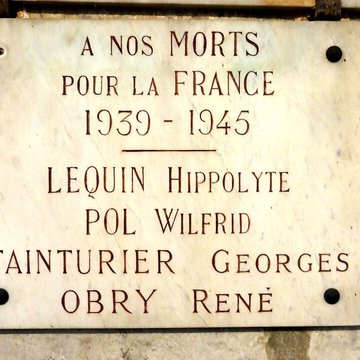 A NOS MORTS
POUR LA FRANCE
1939 - 1945
LEQUIN HIPPOLYTE
POL WILFRID
TAINTURIER GEORGES
OBRY RENÉ